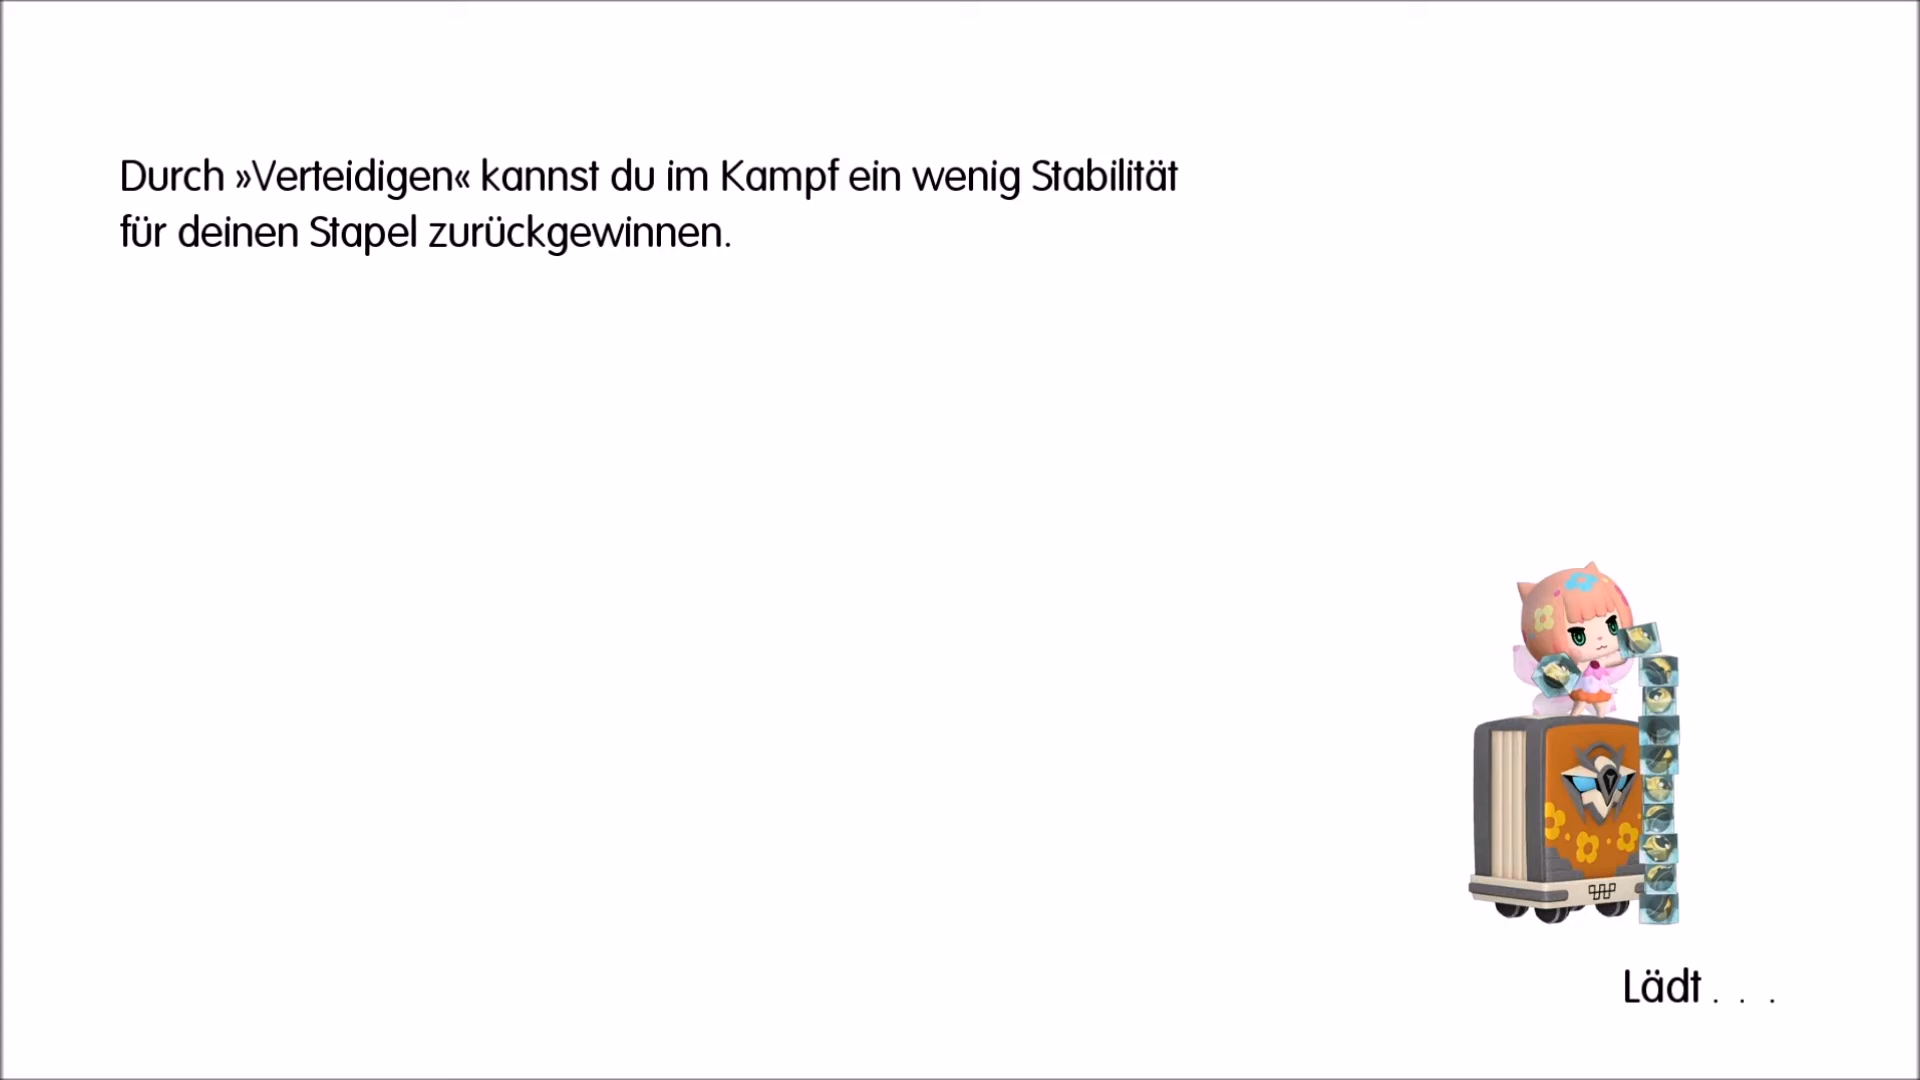 Durch »Verteidigen« kannst du im Kampf ein wenig Stabilität
für deinen Stapel zurückgewinnen.
Lädt . . .